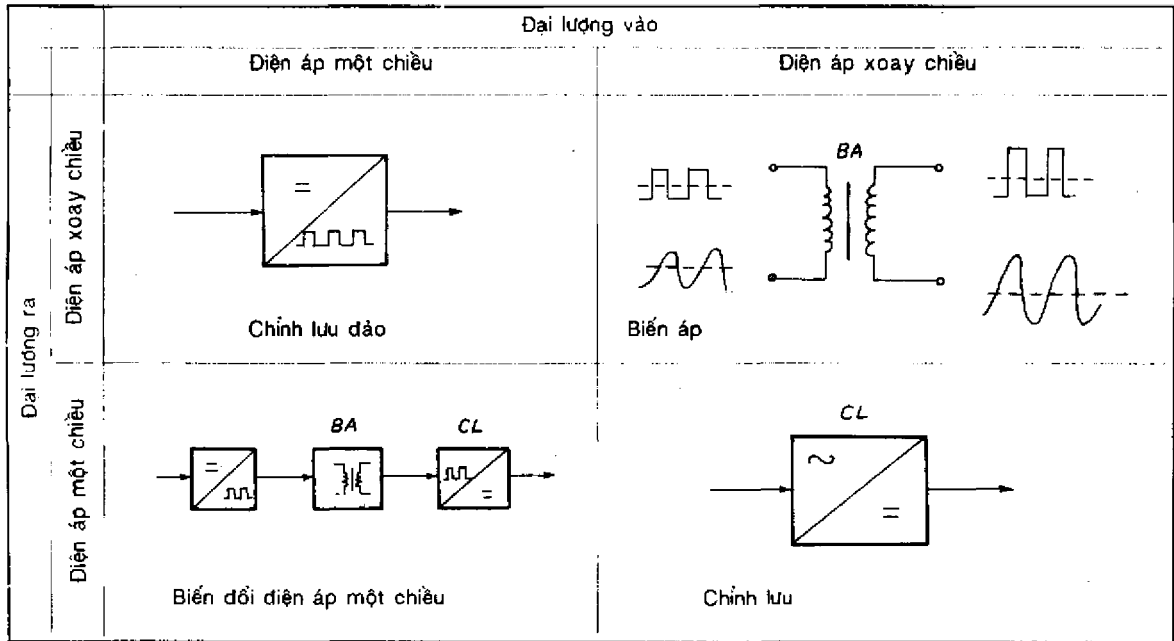 Đại lượng vào
Điện áp một chiều
Điện áp xoay chiều
Đại lướng ra
Điện áp xoay chiều
BA
Chỉnh lưu đảo
Biến áp
Điện áp một chiều
BA
CL
CL
Biến đổi điện áp một chiều
Chỉnh lưu